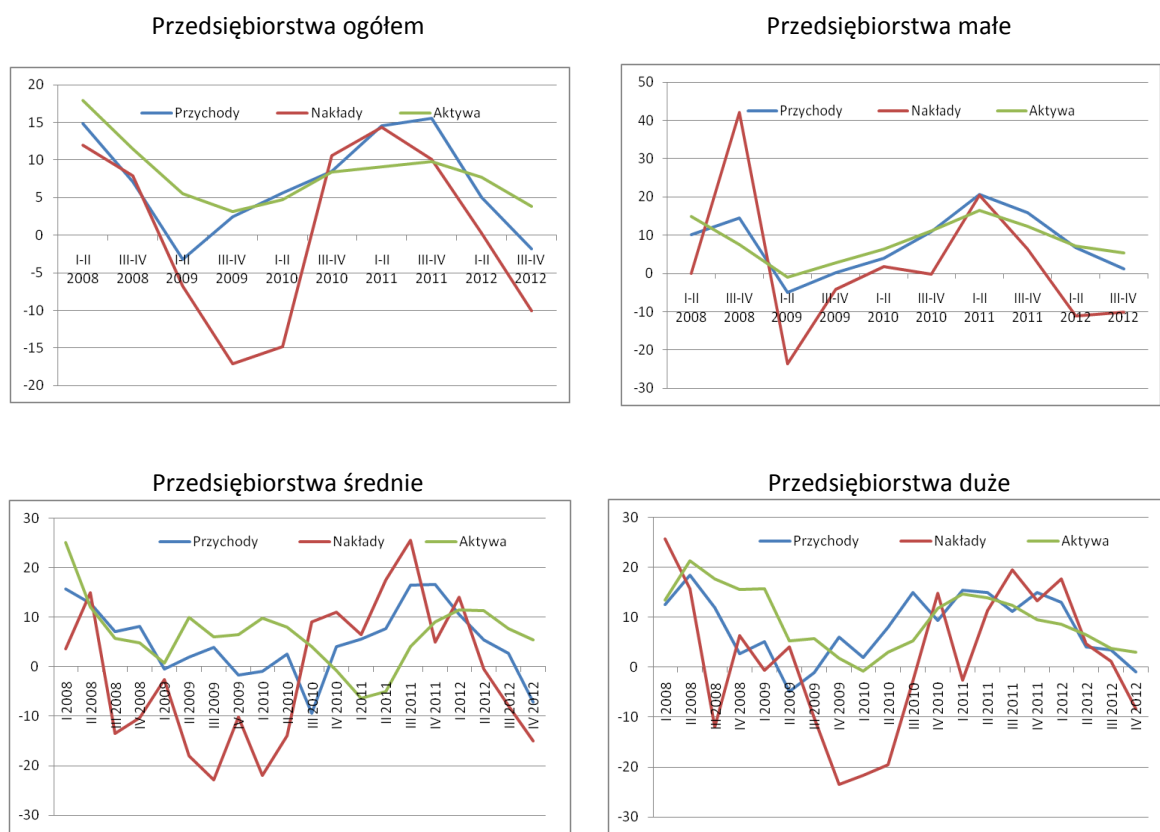 Przedsiębiorstwa ogółem
20
15
10
5
0
-5
-10
-15
-20
Przychody Nakłady Aktywa
I-II 2008
III-IV 2008
I-II 2009
III-IV 2009
I-II 2010
III-IV 2010
I-II 2011
III-IV 2011
I-II 2012
III-IV 2012
Przedsiębiorstwa małe
50
40
30
20
10
0
-10
-20
-30
Przychody Nakłady Aktywa
I-II 2008
III-IV 2008
I-II 2009
III-IV 2009
I-II 2010
III-IV 2010
I-II 2011
III-IV 2011
I-II 2012
III-IV 2012
Przedsiębiorstwa średnie
30
20
10
0
-10
-20
-30
Przychody Nakłady Aktywa
I 2008
II 2008
III 2008
IV 2008
I 2009
II 2009
III 2009
IV 2009
I 2010
II 2010
III 2010
IV 2010
I 2011
II 2011
III 2011
IV 2011
I 2012
II 2012
III 2012
IV 2012
Przedsiębiorstwa duże
30
20
10
0
-10
-20
-30
Przychody Nakłady Aktywa
I 2008
II 2008
III 2008
IV 2008
I 2009
II 2009
III 2009
IV 2009
I 2010
II 2010
III 2010
IV 2010
I 2011
II 2011
III 2011
IV 2011
I 2012
II 2012
III 2012
IV 2012